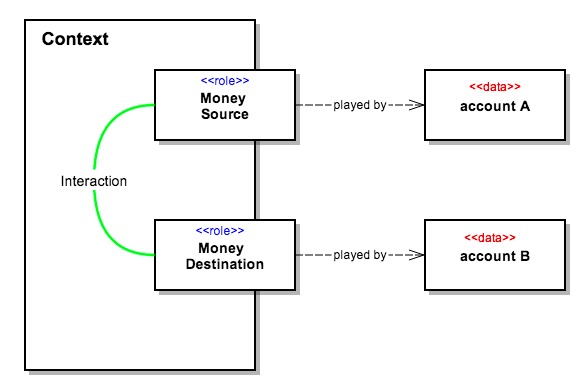 Context
<<role>>
Money
Source
played by
<<data>>
account A
Interaction
<<role>>
Money
Destination
played by
<<data>>
account B